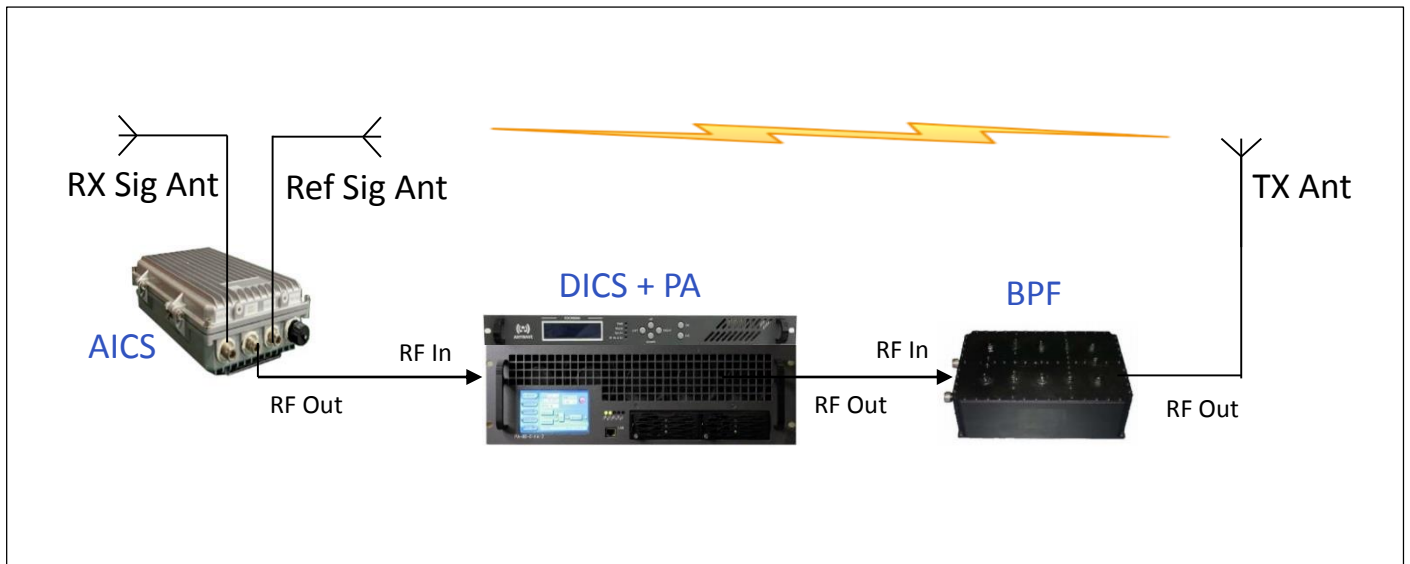 RX Sig Ant
Ref Sig Ant
TX Ant
DICS + PA
BPF
AICS
RF In
RF In
RF Out
RF Out
RF Out